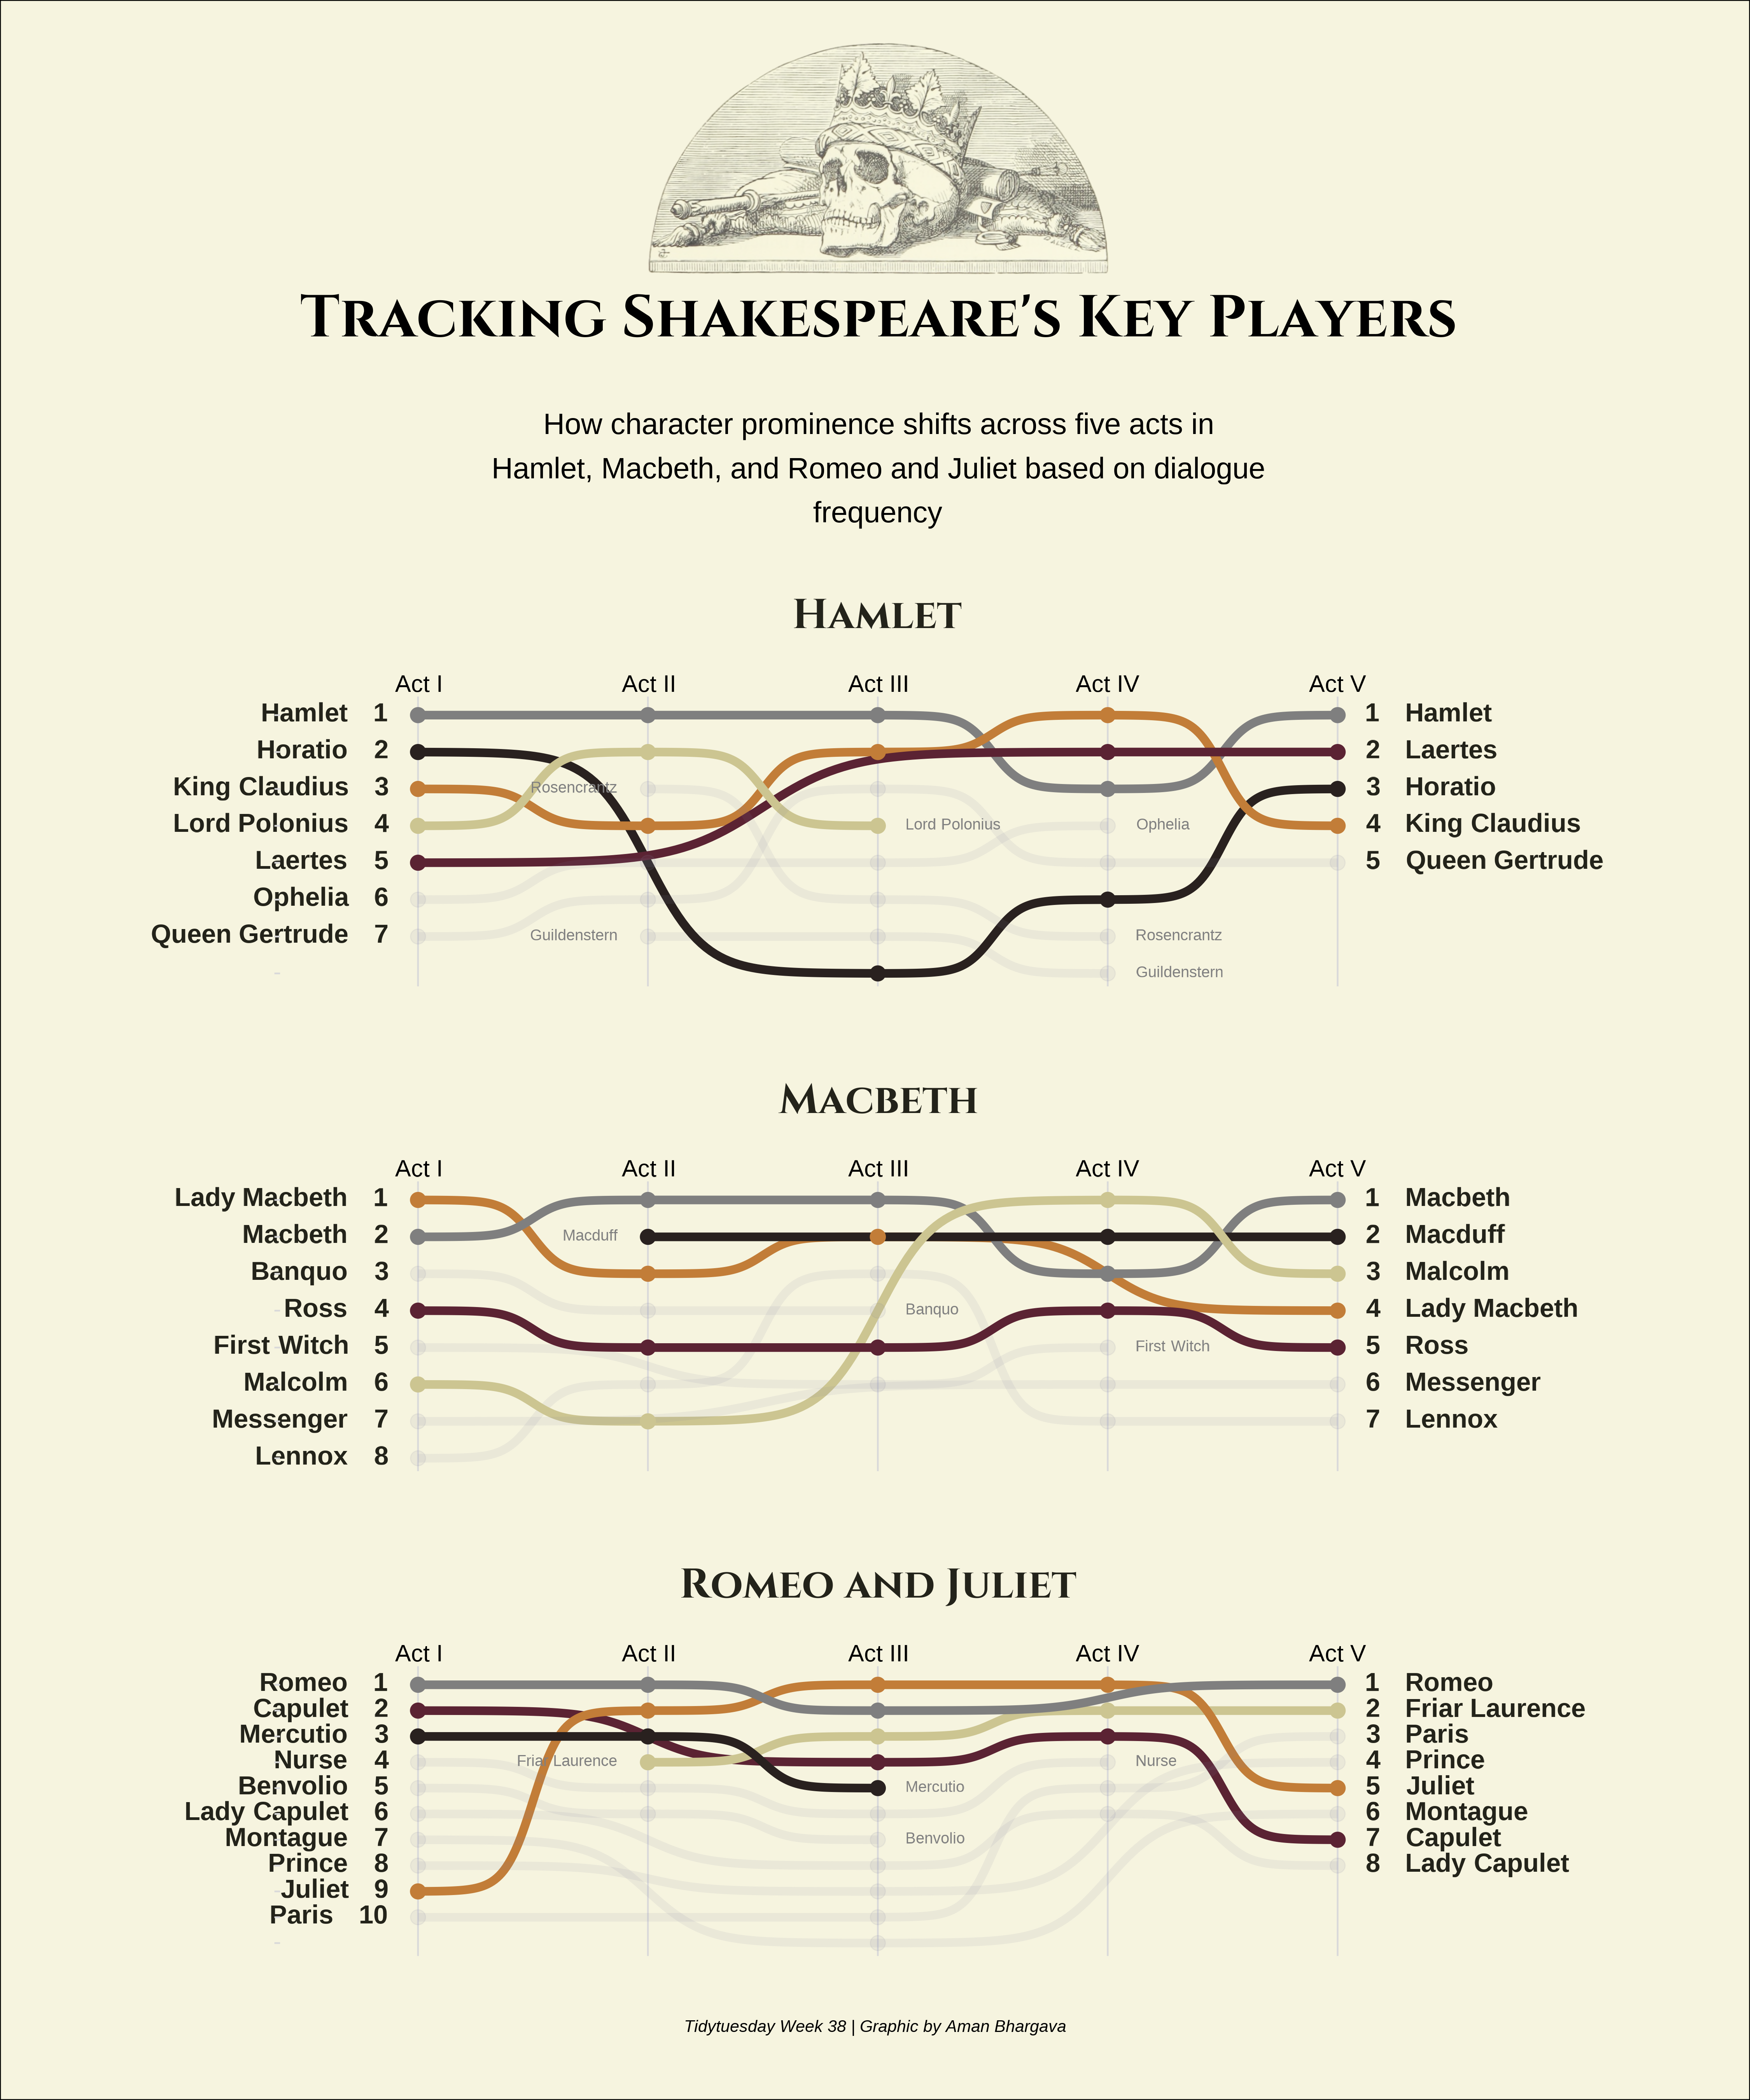 Tracking Shakespeare's Key Players
How character prominence shifts across five acts in
Hamlet, Macbeth, and Romeo and Juliet based on dialogue
frequency
Hamlet
Act I Act II Act III Act IV Act V
Hamlet 1 1 Hamlet
Horatio 2 2 Laertes
King Claudius 3 Rosencrantz 3 Horatio
Lord Polonius 4 Lord Polonius Ophelia 4 King Claudius
Laertes 5 5 Queen Gertrude
Ophelia 6
Queen Gertrude 7 Guildenstern Rosencrantz
Guildenstern
Macbeth
Act I Act II Act III Act IV Act V
Lady Macbeth 1 1 Macbeth
Macbeth 2 Macduff 2 Macduff
Banquo 3 3 Malcolm
Ross 4 Banquo 4 Lady Macbeth
First Witch 5 First Witch 5 Ross
Malcolm 6 6 Messenger
Messenger 7 7 Lennox
Lennox 8
Romeo and Juliet
Act I Act II Act III Act IV Act V
Romeo 1 1 Romeo
Capulet 2 2 Friar Laurence
Mercutio 3 3 Paris
Nurse 4 Friar Laurence Nurse 4 Prince
Benvolio 5 Mercutio 5 Juliet
Lady Capulet 6 6 Montague
Montague 7 Benvolio 7 Capulet
Prince 8 8 Lady Capulet
Juliet 9
Paris 10
Tidytuesday Week 38 | Graphic by Aman Bhargava